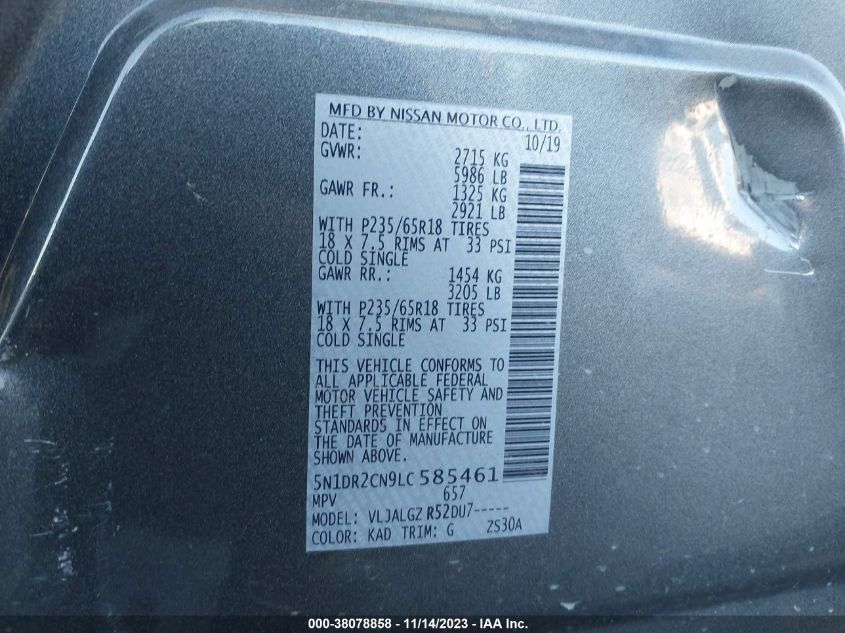 MFD BY NISSAN MOTOR CO., LTD.
DATE: 10/19
GVWR: 2715 KG
5986 LB
GAWR FR.: 1325 KG
2921 LB
WITH P235/65R18 TIRES
18 X 7.5 RIMS AT 33 PSI
COLD SINGLE
GAWR RR.: 1454 KG
3205 LB
WITH P235/65R18 TIRES
18 X 7.5 RIMS AT 33 PSI
COLD SINGLE
THIS VEHICLE CONFORMS TO
ALL APPLICABLE FEDERAL
MOTOR VEHICLE SAFETY AND
THEFT PREVENTION
STANDARDS IN EFFECT ON
THE DATE OF MANUFACTURE
SHOWN ABOVE.
5N1DR2CN9LC585461
MPV 657
MODEL: VLJALGZ R52DU7-----
COLOR: KAD TRIM: G ZS30A
000-38078858 - 11/14/2023 - IAA Inc.